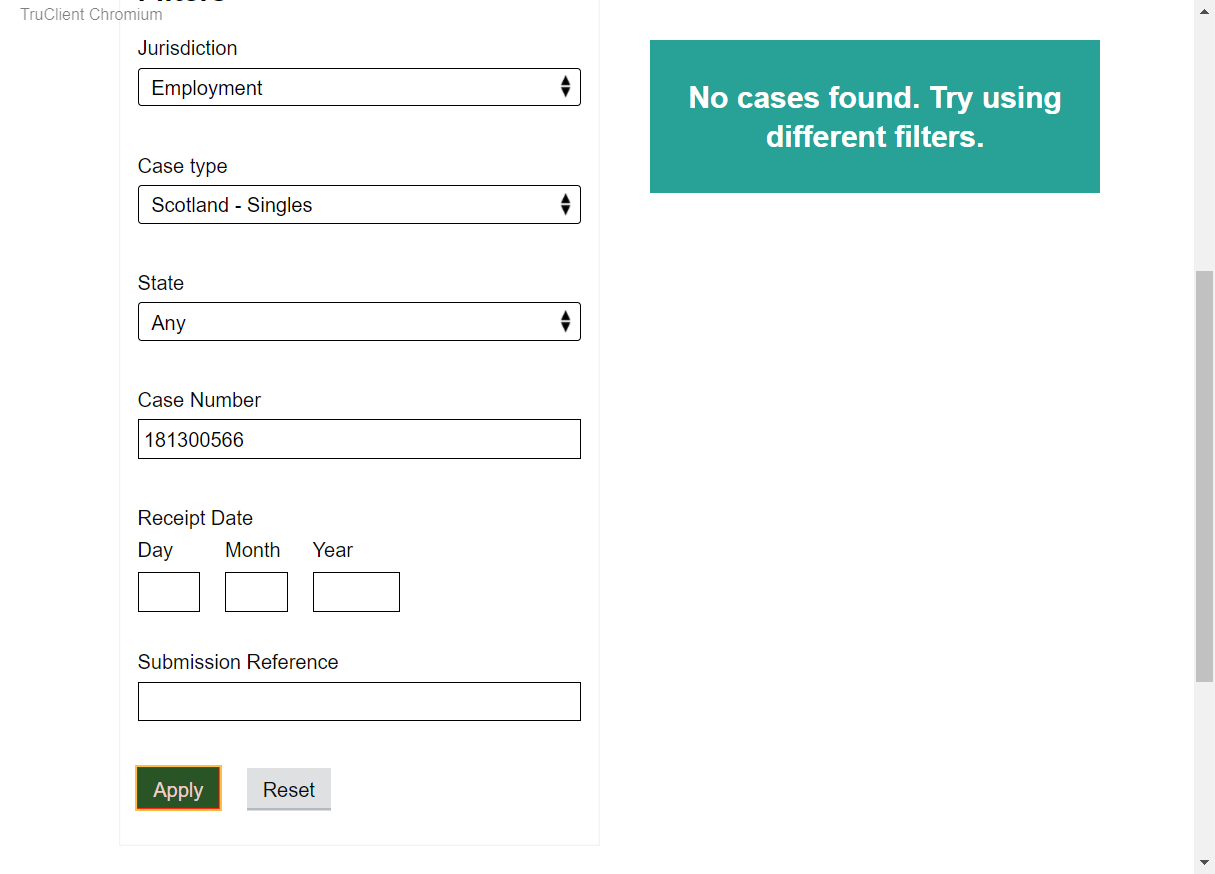 TruClient Chromium
Filters
Jurisdiction
Employment
Case type
Scotland - Singles
State
Any
Case Number
181300566
Receipt Date
Day Month Year
Submission Reference
Apply Reset
No cases found. Try using
different filters.